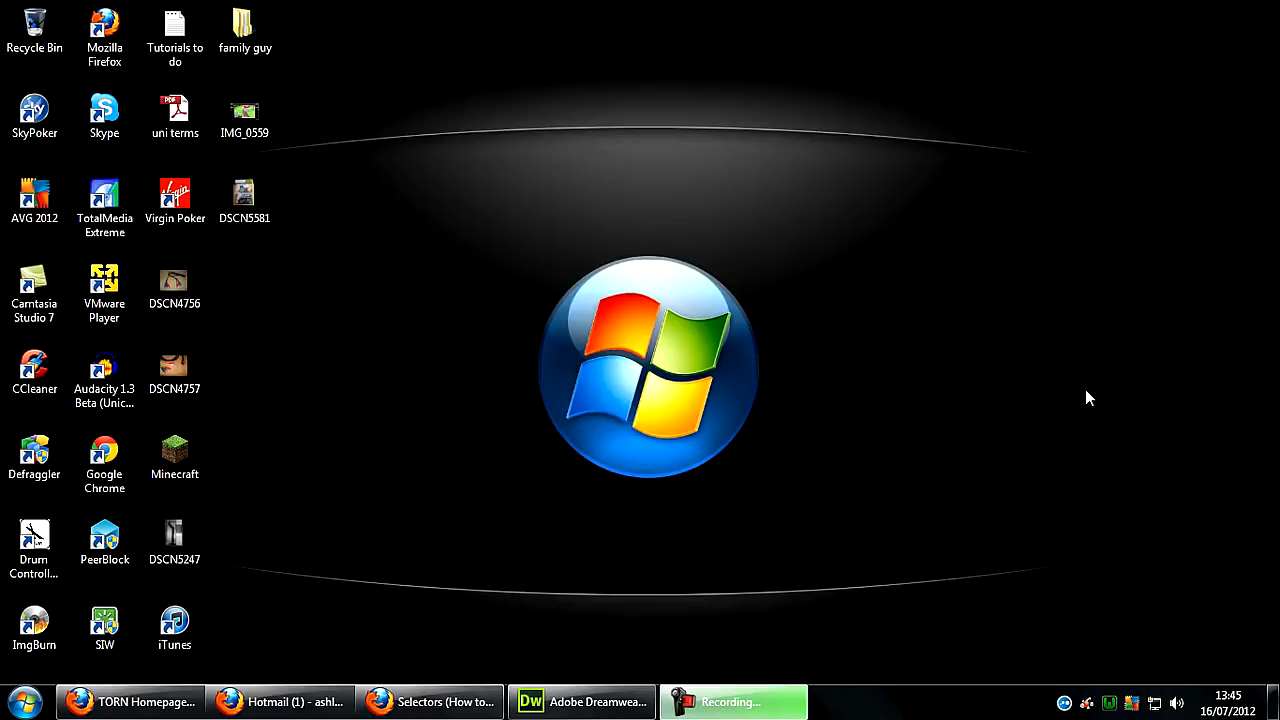 Recycle Bin
Mozilla
Firefox
Tutorials to
do
family guy
SkyPoker
Skype
PDF
uni terms
IMG_0559
AVG 2012
TotalMedia
Extreme
Virgin Poker
DSCN5581
Camtasia
Studio 7
VMware
Player
DSCN4756
CCleaner
Audacity 1.3
Beta (Unic...
DSCN4757
Defraggler
Google
Chrome
Minecraft
Drum
Controll...
PeerBlock
DSCN5247
ImgBurn
SIW
iTunes
TORN Homepage...
Hotmail (1) - ashl...
Selectors (How to...
Dw
Adobe Dreamwea...
Recording...
13:45
16/07/2012